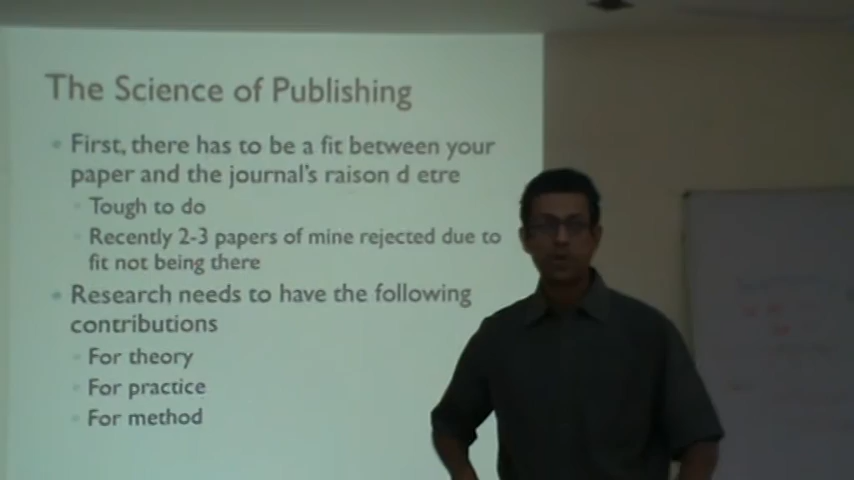 The Science of Publishing
First, there has to be a fit between your
paper and the journal's raison d etre
Tough to do
Recently 2-3 papers of mine rejected due to
fit not being there
Research needs to have the following
contributions
For theory
For practice
For method